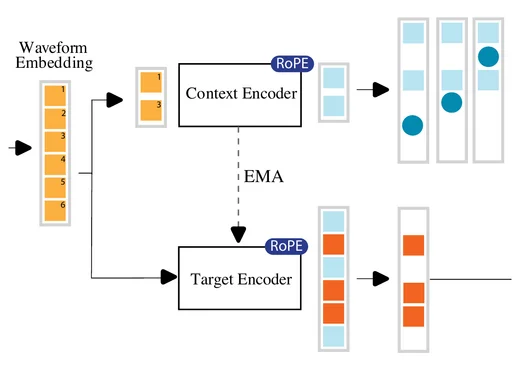 Waveform
Embedding
1
2
3
4
5
6
1
3
RoPE
Context Encoder
EMA
RoPE
Target Encoder